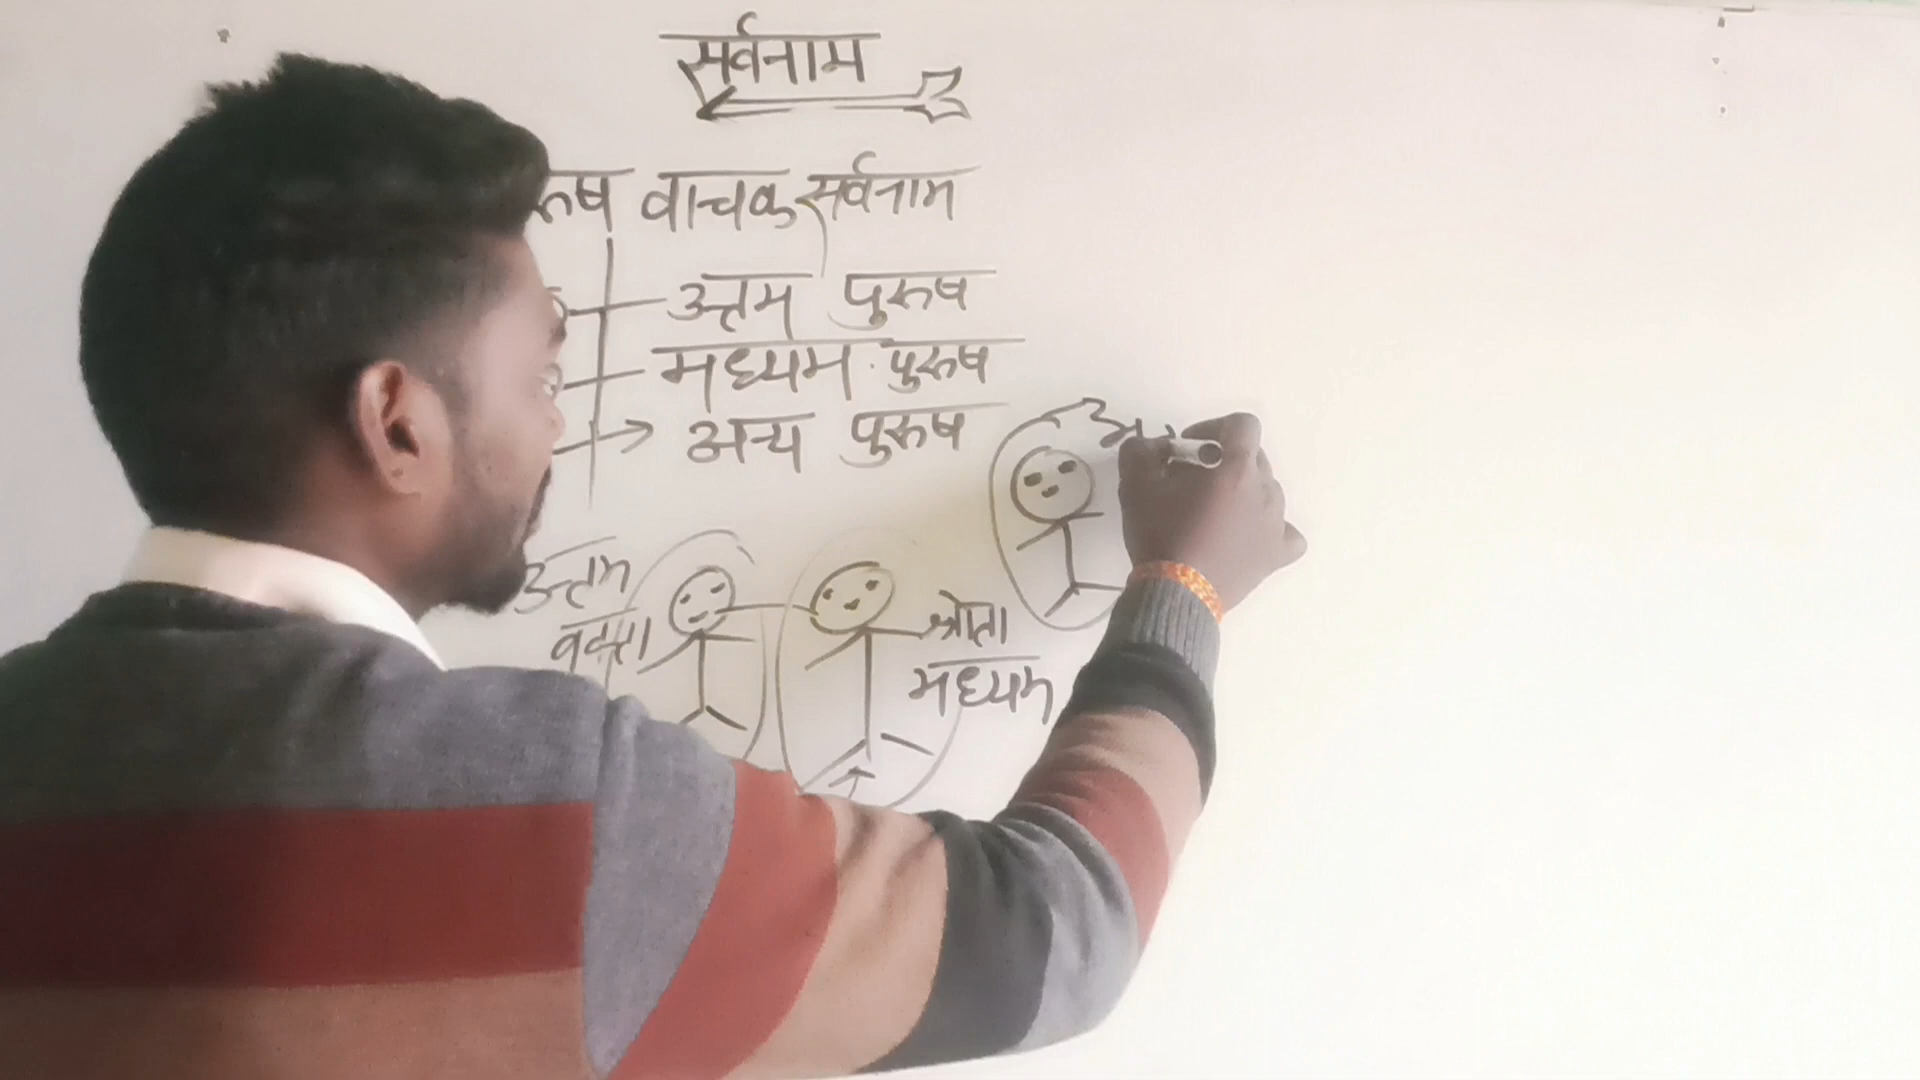 सर्वनाम
रुष वाचक सर्वनाम
उत्तम पुरुष
मध्यम पुरुष
अन्य पुरुष
उत्तम
वक्ता
श्रोता
मध्यम